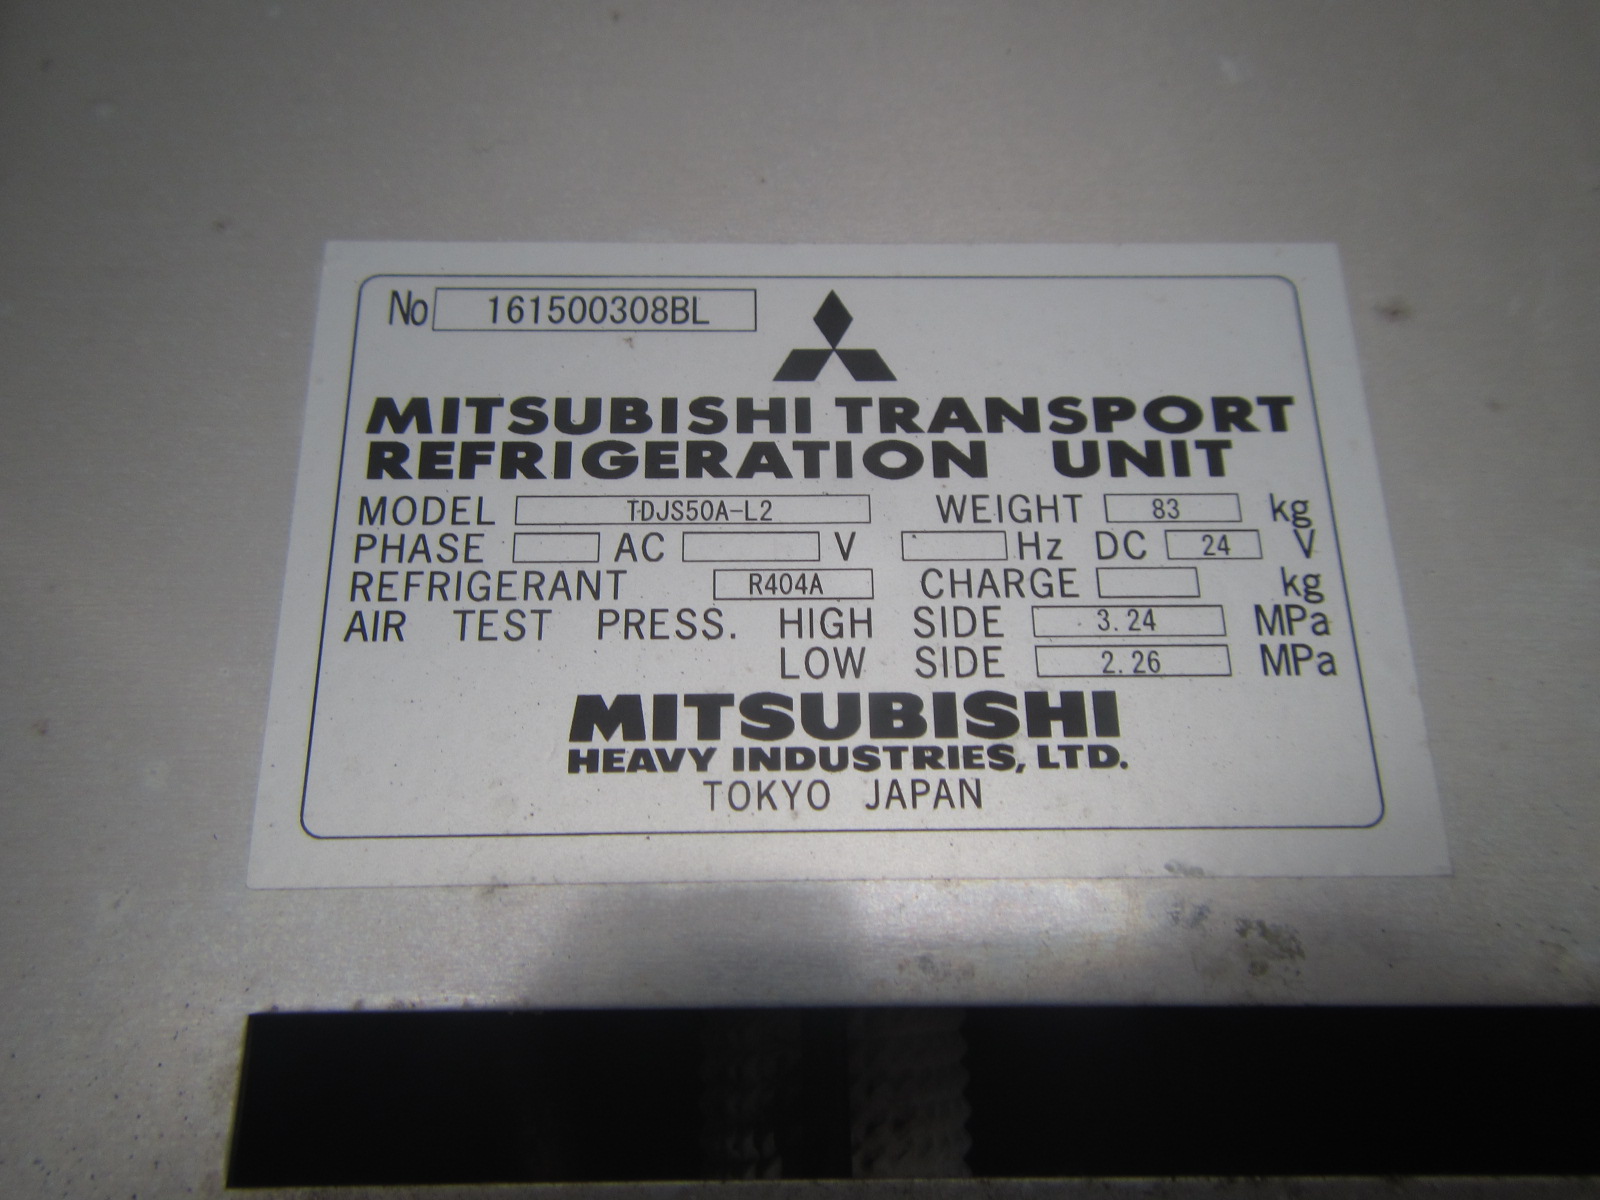 No 161500308BL
MITSUBISHI TRANSPORT
REFRIGERATION UNIT
MODEL TDJS50A-L2 WEIGHT 83 kg
PHASE AC V Hz DC 24 V
REFRIGERANT R404A CHARGE kg
AIR TEST PRESS. HIGH SIDE 3.24 MPa
LOW SIDE 2.26 MPa
MITSUBISHI
HEAVY INDUSTRIES, LTD.
TOKYO JAPAN